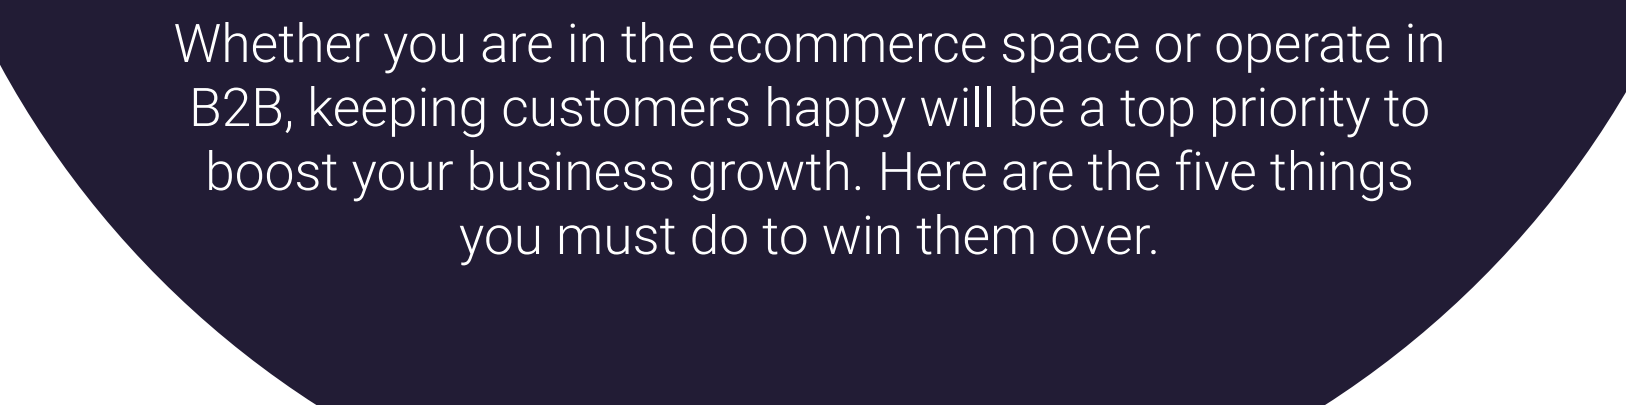 Whether you are in the ecommerce space or operate in
B2B, keeping customers happy will be a top priority to
boost your business growth. Here are the five things
you must do to win them over.